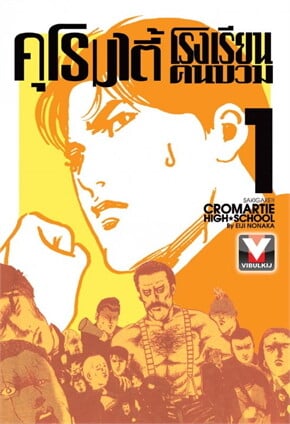 คุโรมาตี้ โรงเรียน
คนบวม
1
SAKIGAKE!!
CROMARTIE
HIGH★SCHOOL
By EIJI NONAKA
V
VIBULKIJ